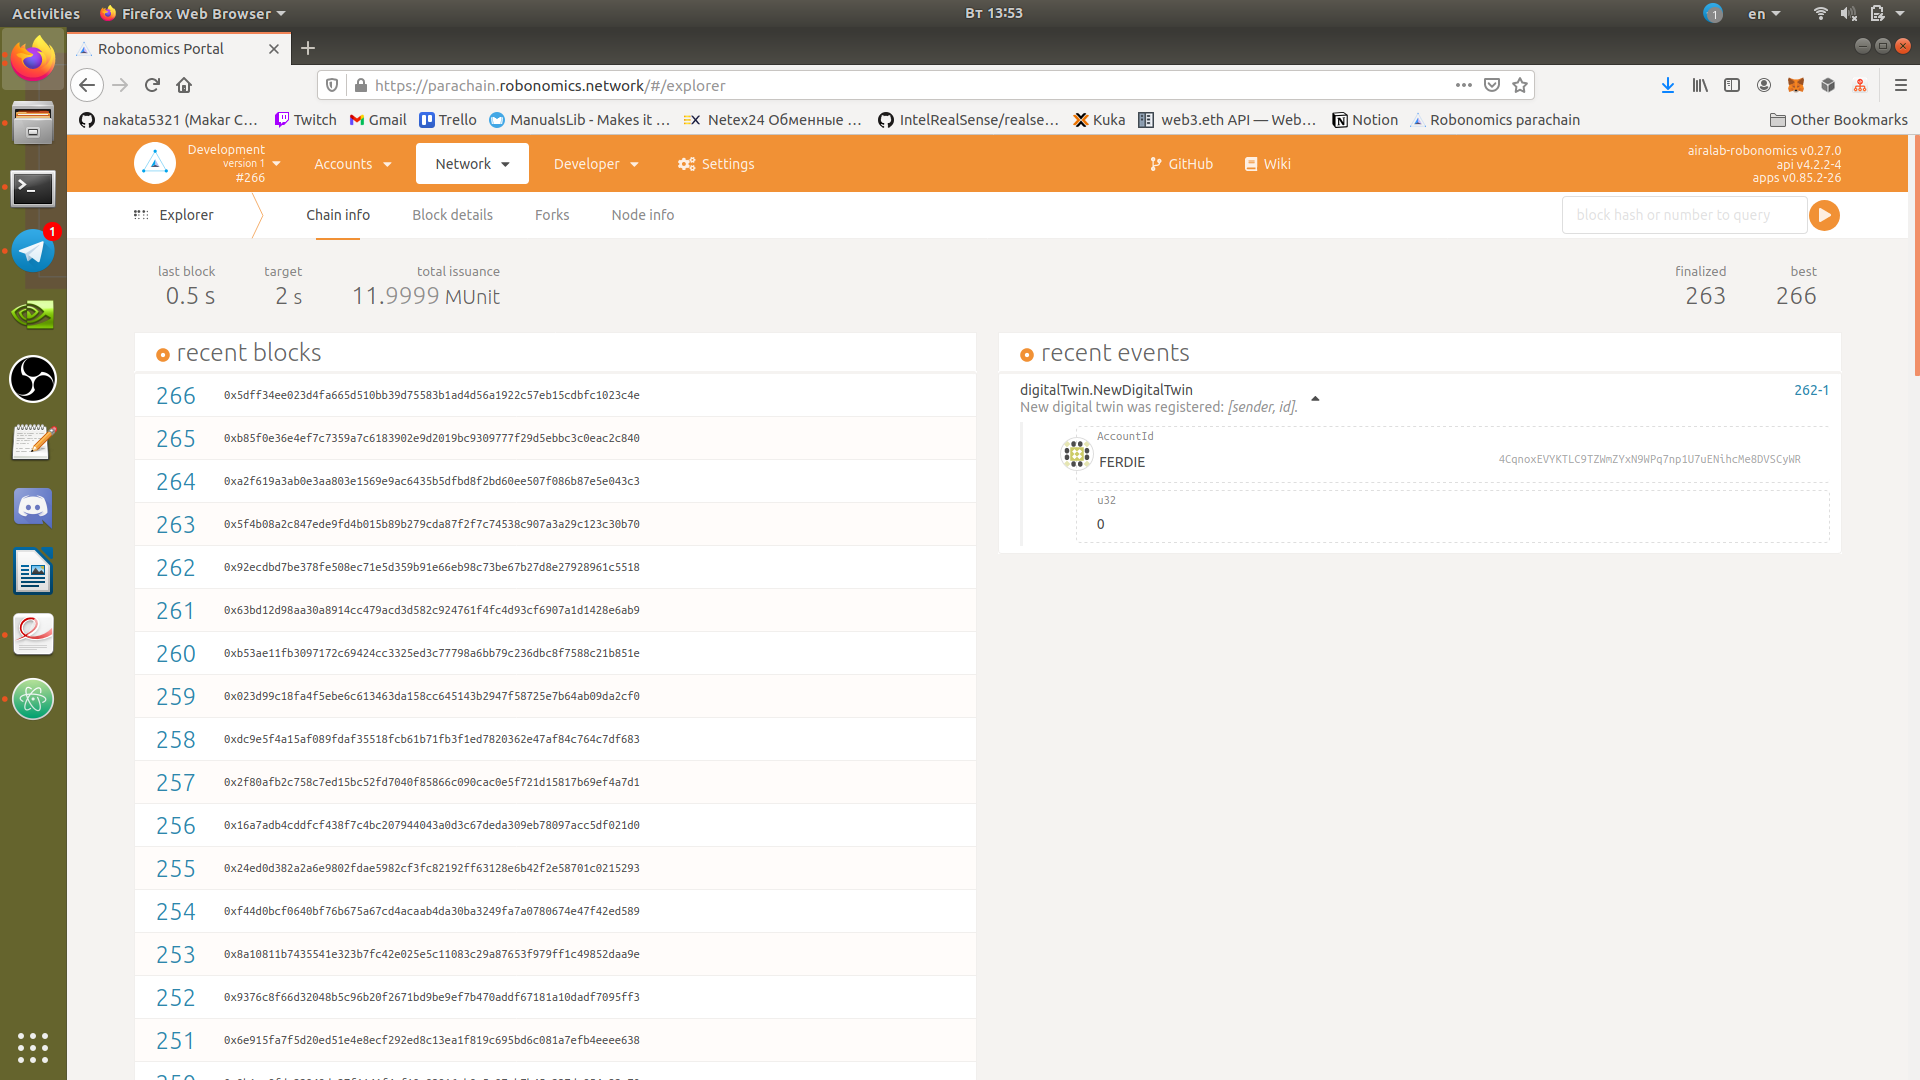 Activities
Firefox Web Browser
Вт 13:53
1
en
Robonomics Portal
https://parachain.robonomics.network/#/explorer
nakata5321 (Makar C…
Twitch
Gmail
Trello
ManualsLib - Makes it …
Netex24 Обменные …
IntelRealSense/realse…
Kuka
web3.eth API — Web…
Notion
Robonomics parachain
Other Bookmarks
Development
version 1
#266
Accounts
Network
Developer
Settings
GitHub
Wiki
airalab-robonomics v0.27.0
api v4.2.2-4
apps v0.85.2-26
1
Explorer
Chain info
Block details
Forks
Node info
block hash or number to query
last block
0.5 s
target
2 s
total issuance
11.9999 MUnit
finalized
263
best
266
recent blocks
266 0x5dff34ee023d4fa665d510bb39d75583b1ad4d56a1922c57eb15cdbfc1023c4e
265 0xb85f0e36e4ef7c7359a7c6183902e9d2019bc9309777f29d5ebbc3c0eac2c840
264 0xa2f619a3ab0e3aa803e1569e9ac6435b5dfbd8f2bd60ee507f086b87e5e043c3
263 0x5f4b08a2c847ede9fd4b015b89b279cda87f2f7c74538c907a3a29c123c30b70
262 0x92ecdbd7be378fe508ec71e5d359b91e66eb98c73be67b27d8e27928961c5518
261 0x63bd12d98aa30a8914cc479acd3d582c924761f4fc4d93cf6907a1d1428e6ab9
260 0xb53ae11fb3097172c69424cc3325ed3c77798a6bb79c236dbc8f7588c21b851e
259 0x023d99c18fa4f5ebe6c613463da158cc645143b2947f58725e7b64ab09da2cf0
258 0xdc9e5f4a15af089fdaf35518fcb61b71fb3f1ed7820362e47af84c764c7df683
257 0x2f80afb2c758c7ed15bc52fd7040f85866c090cac0e5f721d15817b69ef4a7d1
256 0x16a7adb4cddfcf438f7c4bc207944043a0d3c67deda309eb78097acc5df021d0
255 0x24ed0d382a2a6e9802fdae5982cf3fc82192ff63128e6b42f2e58701c0215293
254 0xf44d0bcf0640bf76b675a67cd4acaab4da30ba3249fa7a0780674e47f42ed589
253 0x8a10811b7435541e323b7fc42e025e5c11083c29a87653f979ff1c49852daa9e
252 0x9376c8f66d32048b5c96b20f2671bd9be9ef7b470addf67181a10dadf7095ff3
251 0x6e915fa7f5d20ed51e4e8ecf292ed8c13ea1f819c695bd6c081a7efb4eeee638
recent events
digitalTwin.NewDigitalTwin
262-1
New digital twin was registered: [sender, id].
AccountId
FERDIE
4CqnoxEVYKTLC9TZWmZYxN9WPq7np1U7uENihcMe8DVSCyWR
u32
0